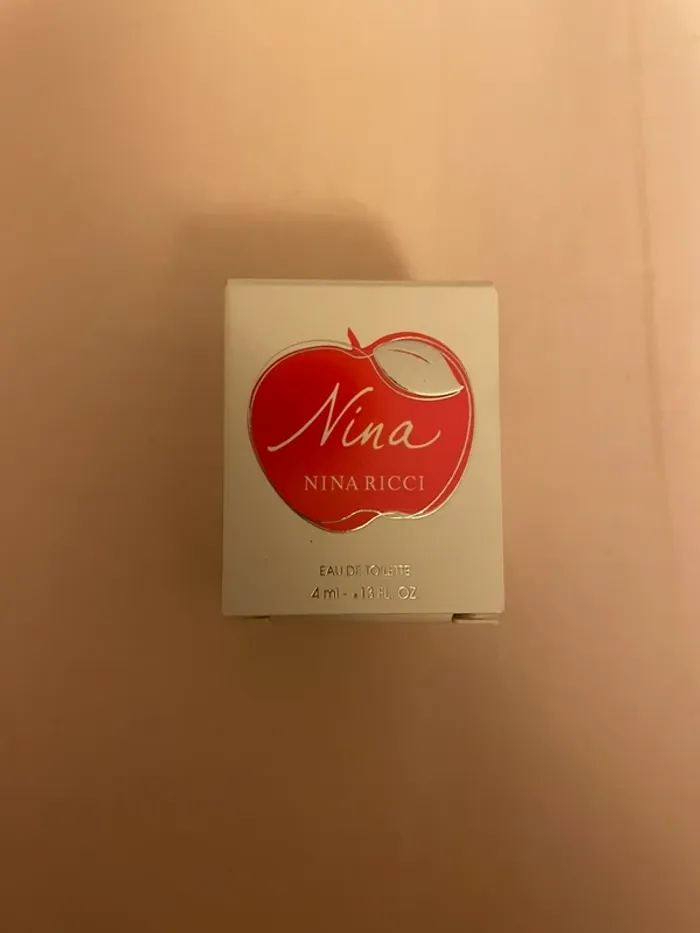 Nina
NINA RICCI
EAU DE TOILETTE
4 ml - .13 FL. OZ